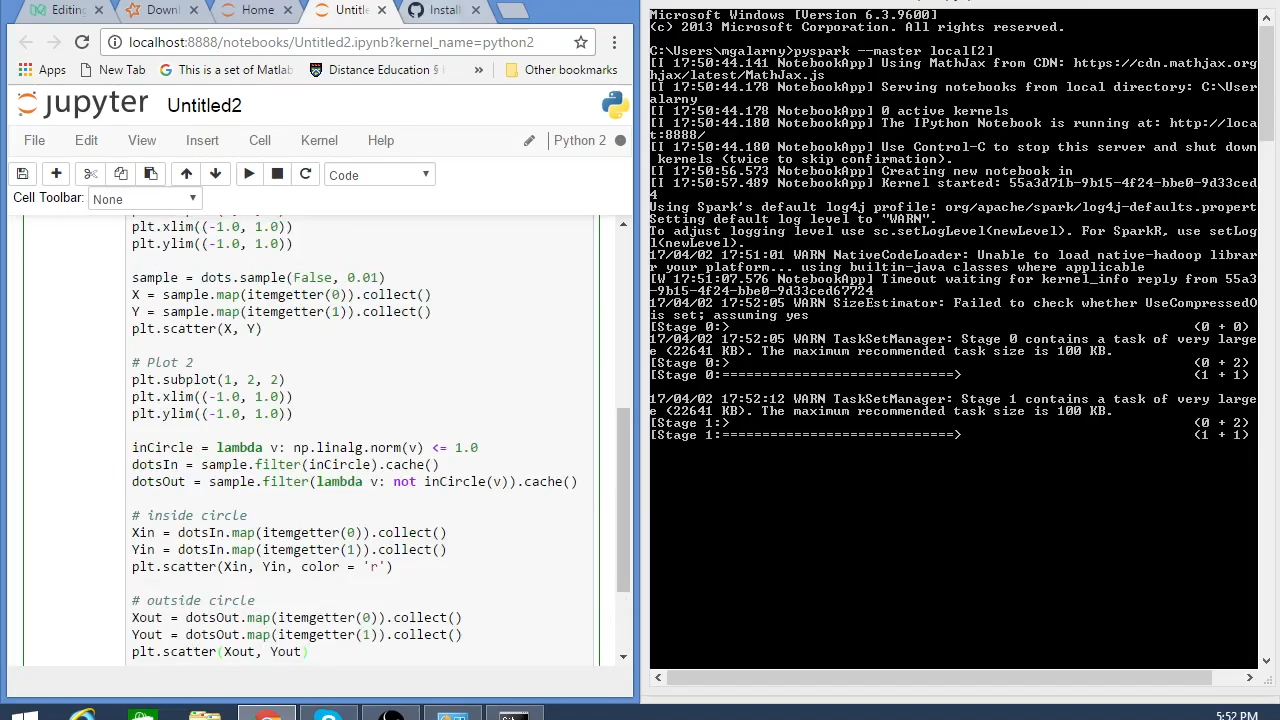 Editing
Downl
Home
Untitle
Install
localhost:8888/notebooks/Untitled2.ipynb?kernel_name=python2
Apps New Tab This is a set of Matlab Distance Education § » Other bookmarks
jupyter Untitled2
File Edit View Insert Cell Kernel Help Python 2
Code
Cell Toolbar: None
plt.xlim((-1.0, 1.0))
plt.ylim((-1.0, 1.0))
sample = dots.sample(False, 0.01)
X = sample.map(itemgetter(0)).collect()
Y = sample.map(itemgetter(1)).collect()
plt.scatter(X, Y)
# Plot 2
plt.subplot(1, 2, 2)
plt.xlim((-1.0, 1.0))
plt.ylim((-1.0, 1.0))
inCircle = lambda v: np.linalg.norm(v) <= 1.0
dotsIn = sample.filter(inCircle).cache()
dotsOut = sample.filter(lambda v: not inCircle(v)).cache()
# inside circle
Xin = dotsIn.map(itemgetter(0)).collect()
Yin = dotsIn.map(itemgetter(1)).collect()
plt.scatter(Xin, Yin, color = 'r')
# outside circle
Xout = dotsOut.map(itemgetter(0)).collect()
Yout = dotsOut.map(itemgetter(1)).collect()
plt.scatter(Xout, Yout)
Microsoft Windows [Version 6.3.9600]
(c) 2013 Microsoft Corporation. All rights reserved.
C:\Users\mgalarny>pyspark --master local[2]
[I 17:50:44.141 NotebookApp] Using MathJax from CDN: https://cdn.mathjax.org
hjax/latest/MathJax.js
[I 17:50:44.178 NotebookApp] Serving notebooks from local directory: C:\User
alarny
[I 17:50:44.178 NotebookApp] 0 active kernels
[I 17:50:44.180 NotebookApp] The IPython Notebook is running at: http://loca
t:8888/
[I 17:50:44.180 NotebookApp] Use Control-C to stop this server and shut down
kernels (twice to skip confirmation).
[I 17:50:56.573 NotebookApp] Creating new notebook in
[I 17:50:57.489 NotebookApp] Kernel started: 55a3d71b-9b15-4f24-bbe0-9d33ced
4
Using Spark's default log4j profile: org/apache/spark/log4j-defaults.propert
Setting default log level to "WARN".
To adjust logging level use sc.setLogLevel(newLevel). For SparkR, use setLog
l(newLevel).
17/04/02 17:51:01 WARN NativeCodeLoader: Unable to load native-hadoop librar
r your platform... using builtin-java classes where applicable
[W 17:51:07.576 NotebookApp] Timeout waiting for kernel_info reply from 55a3
-9b15-4f24-bbe0-9d33ced67724
17/04/02 17:52:05 WARN SizeEstimator: Failed to check whether UseCompressedO
is set; assuming yes
[Stage 0:> (0 + 0)
17/04/02 17:52:05 WARN TaskSetManager: Stage 0 contains a task of very large
e (22641 KB). The maximum recommended task size is 100 KB.
[Stage 0:> (0 + 2)
[Stage 0:=============================> (1 + 1)
17/04/02 17:52:12 WARN TaskSetManager: Stage 1 contains a task of very large
e (22641 KB). The maximum recommended task size is 100 KB.
[Stage 1:> (0 + 2)
[Stage 1:=============================> (1 + 1)
5:52 PM